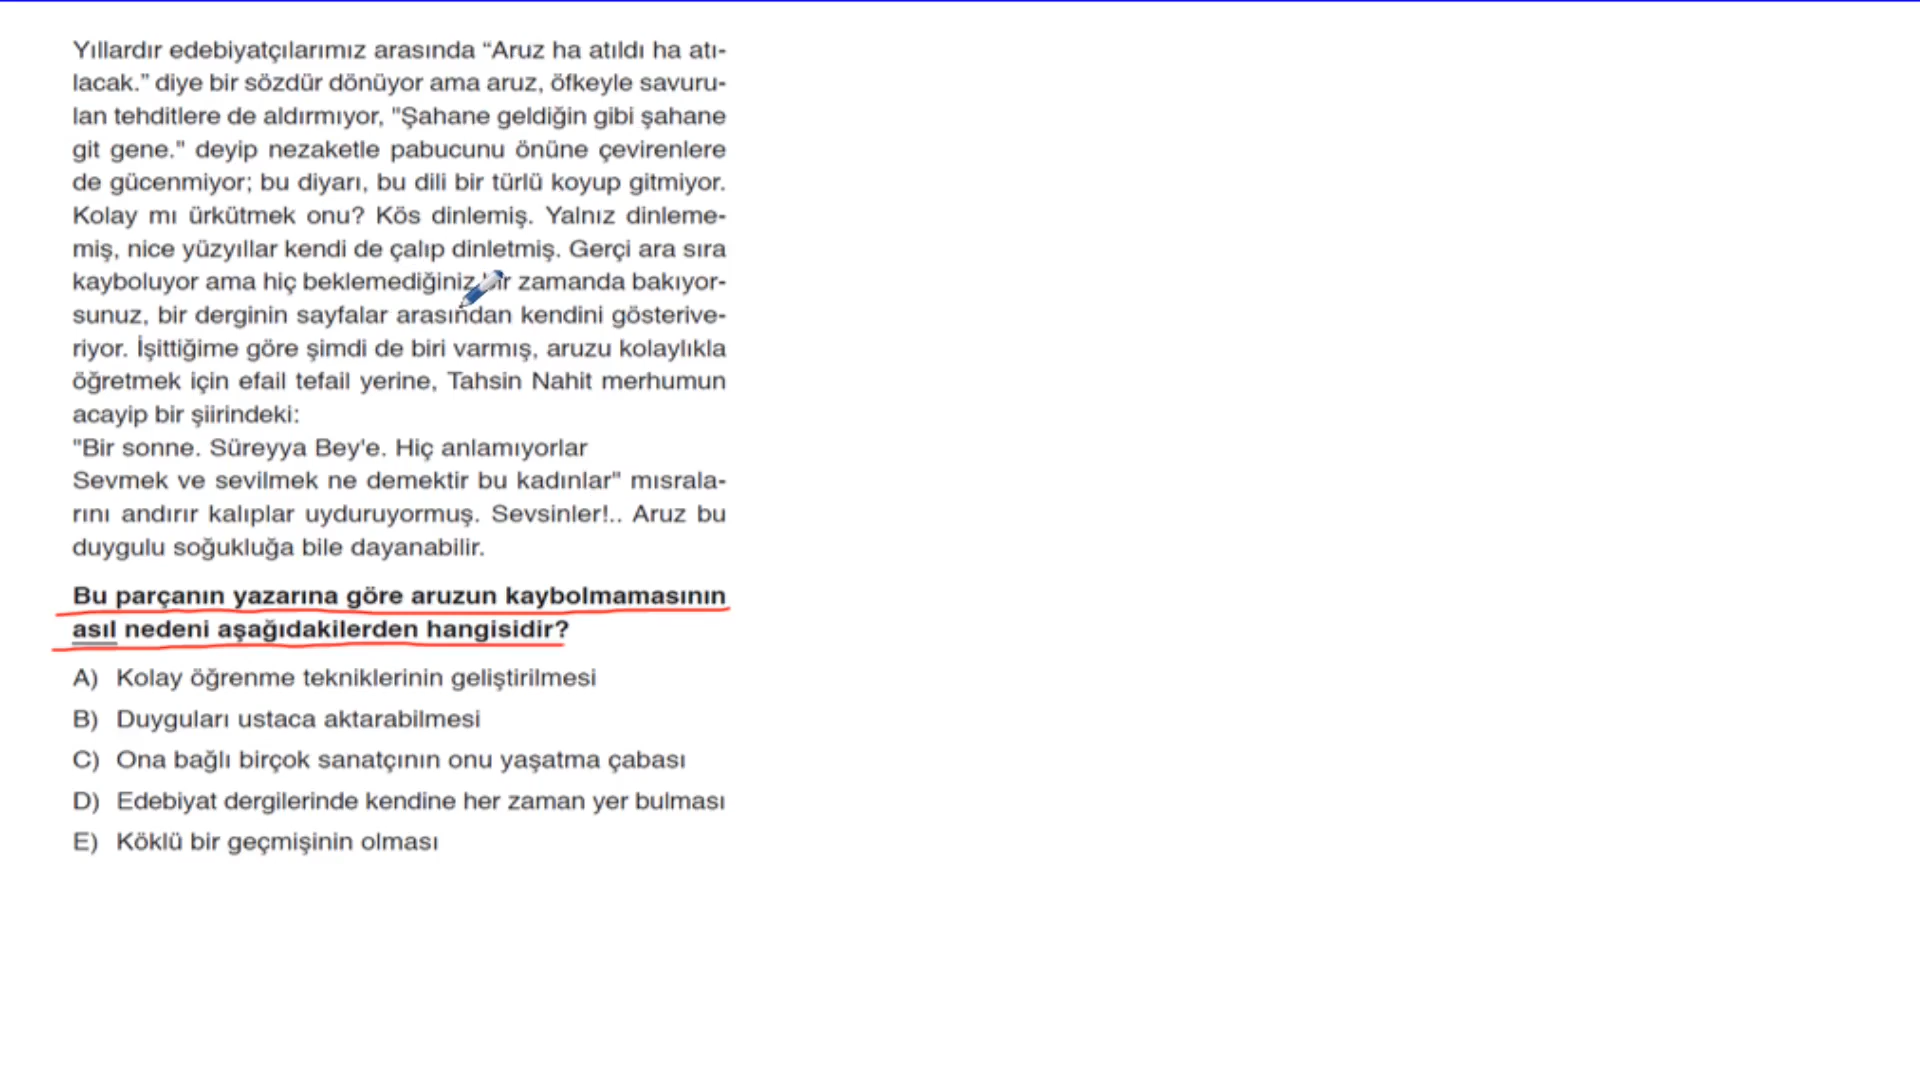 Yıllardır edebiyatçılarımız arasında “Aruz ha atıldı ha atı-
lacak.” diye bir sözdür dönüyor ama aruz, öfkeyle savuru-
lan tehditlere de aldırmıyor, "Şahane geldiğin gibi şahane
git gene." deyip nezaketle pabucunu önüne çevirenlere
de gücenmiyor; bu diyarı, bu dili bir türlü koyup gitmiyor.
Kolay mı ürkütmek onu? Kös dinlemiş. Yalnız dinleme-
miş, nice yüzyıllar kendi de çalıp dinletmiş. Gerçi ara sıra
kayboluyor ama hiç beklemediğiniz bir zamanda bakıyor-
sunuz, bir derginin sayfalar arasından kendini gösterive-
riyor. İşittiğime göre şimdi de biri varmış, aruzu kolaylıkla
öğretmek için efail tefail yerine, Tahsin Nahit merhumun
acayip bir şiirindeki:
"Bir sonne. Süreyya Bey'e. Hiç anlamıyorlar
Sevmek ve sevilmek ne demektir bu kadınlar" mısrala-
rını andırır kalıplar uyduruyormuş. Sevsinler!.. Aruz bu
duygulu soğukluğa bile dayanabilir.
Bu parçanın yazarına göre aruzun kaybolmamasının
asıl nedeni aşağıdakilerden hangisidir?
A) Kolay öğrenme tekniklerinin geliştirilmesi
B) Duyguları ustaca aktarabilmesi
C) Ona bağlı birçok sanatçının onu yaşatma çabası
D) Edebiyat dergilerinde kendine her zaman yer bulması
E) Köklü bir geçmişinin olması